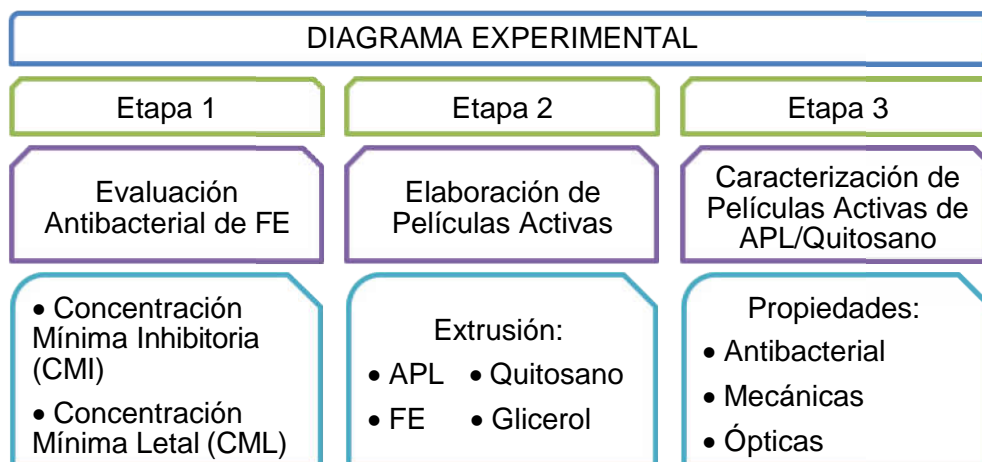 DIAGRAMA EXPERIMENTAL
Etapa 1
Evaluación
Antibacterial de FE
• Concentración
Mínima Inhibitoria
(CMI)
• Concentración
Mínima Letal (CML)
Etapa 2
Elaboración de
Películas Activas
Extrusión:
• APL • Quitosano
• FE • Glicerol
Etapa 3
Caracterización de
Películas Activas de
APL/Quitosano
Propiedades:
• Antibacterial
• Mecánicas
• Ópticas